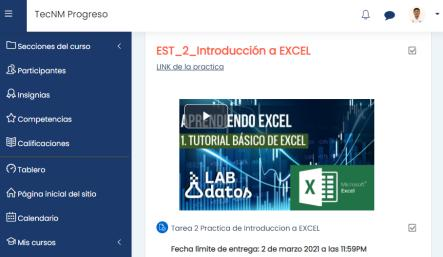 TecNM Progreso
Secciones del curso
Participantes
Insignias
Competencias
Calificaciones
Tablero
Página inicial del sitio
Calendario
Mis cursos
EST_2_Introducción a EXCEL
LINK de la practica
APRENDIENDO EXCEL
1. TUTORIAL BÁSICO DE EXCEL
LAB
datos
X
Microsoft
Excel
Tarea 2 Practica de Introduccion a EXCEL
Fecha límite de entrega: 2 de marzo 2021 a las 11:59PM